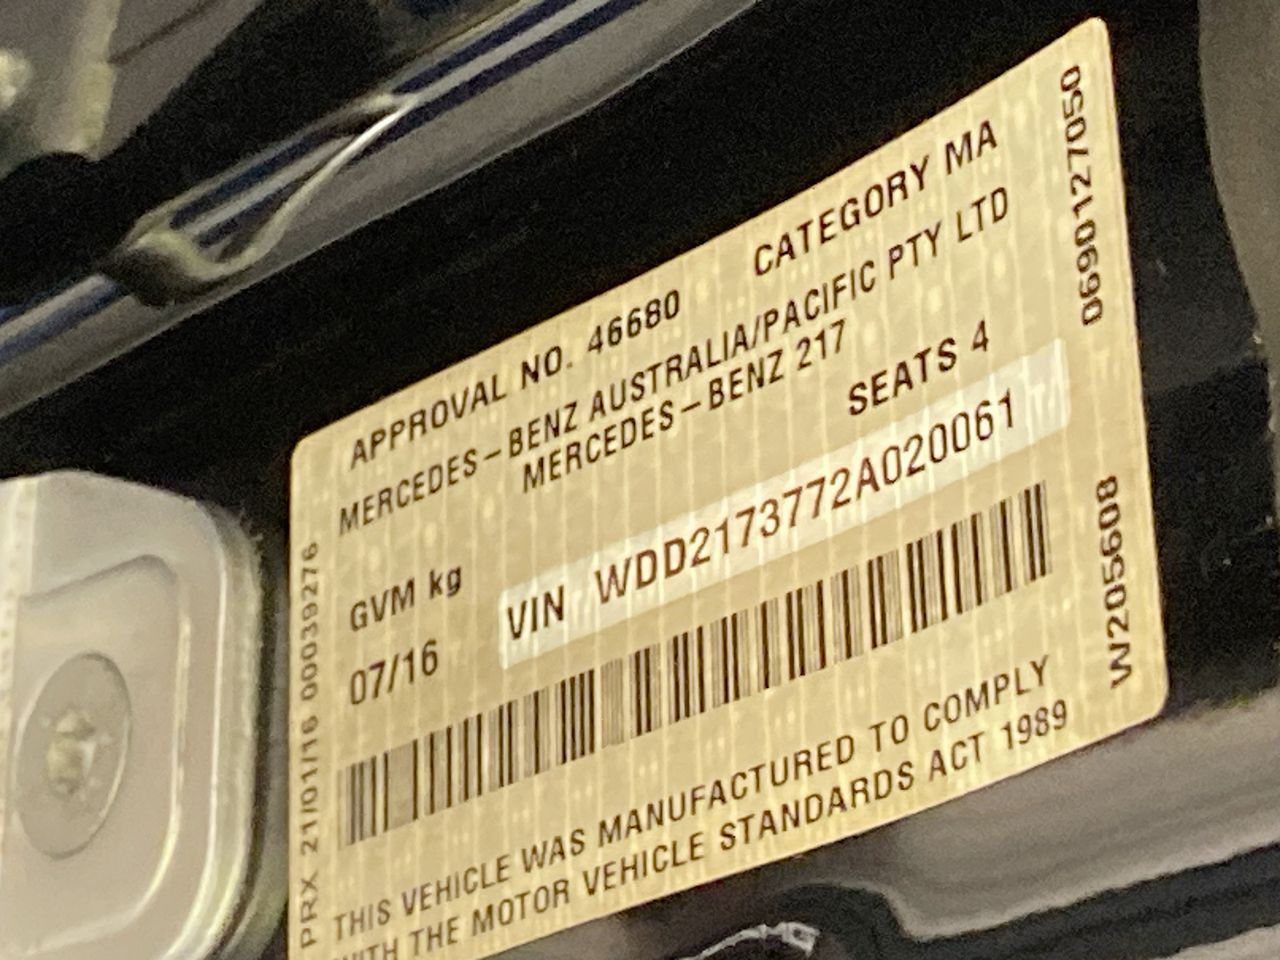 APPROVAL NO. 46680 CATEGORY MA
MERCEDES-BENZ AUSTRALIA/PACIFIC PTY LTD
MERCEDES-BENZ 217
SEATS 4
GVM kg
VIN WDD2173772A020061
07/16
THIS VEHICLE WAS MANUFACTURED TO COMPLY
WITH THE MOTOR VEHICLE STANDARDS ACT 1989
PRX 21/01/16 00039276
0690127050
W205608